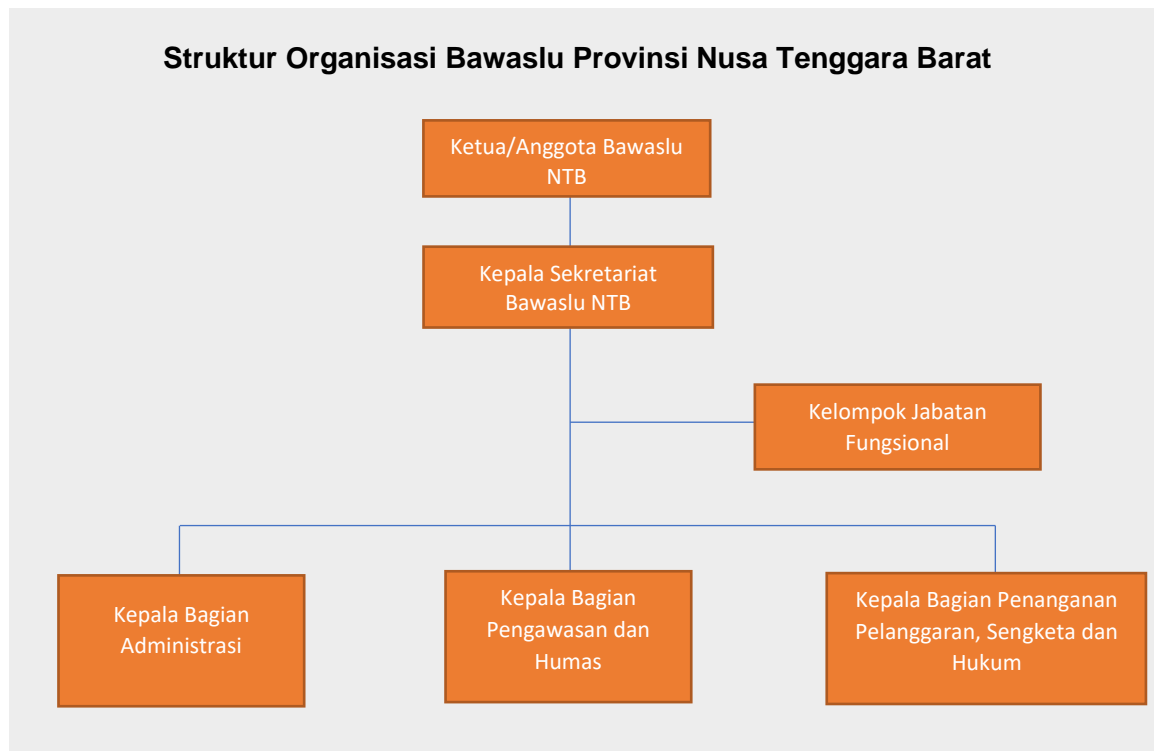 Struktur Organisasi Bawaslu Provinsi Nusa Tenggara Barat
Ketua/Anggota Bawaslu
NTB
Kepala Sekretariat
Bawaslu NTB
Kelompok Jabatan
Fungsional
Kepala Bagian
Administrasi
Kepala Bagian
Pengawasan dan
Humas
Kepala Bagian Penanganan
Pelanggaran, Sengketa dan
Hukum